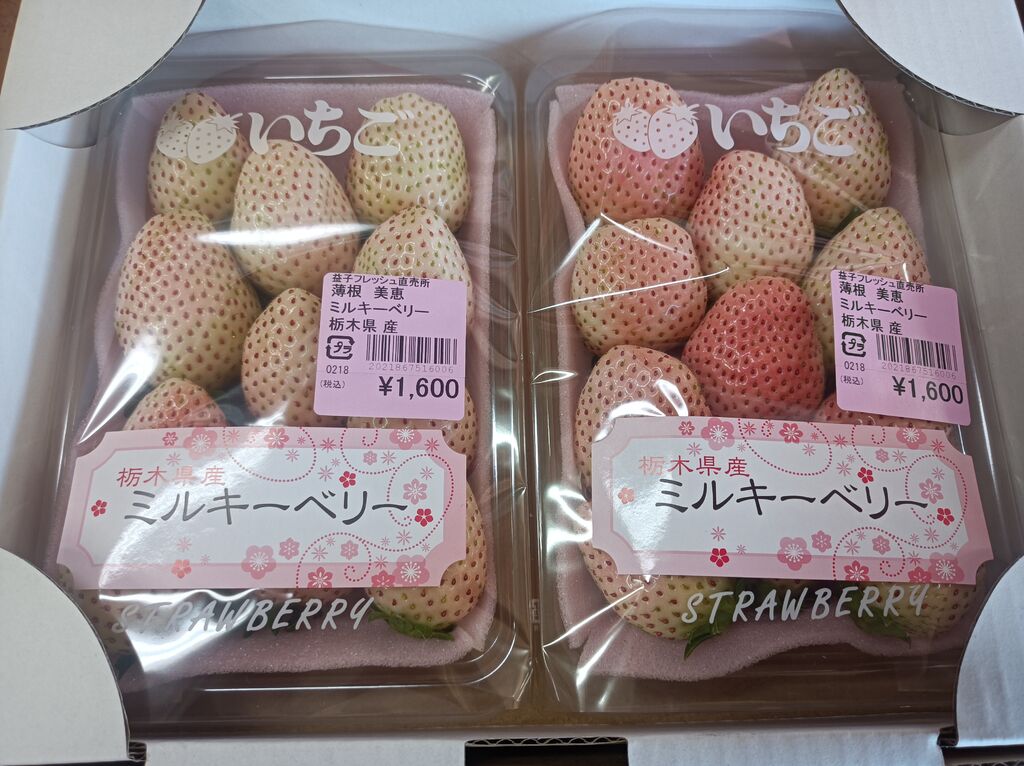 いちご
益子フレッシュ直売所
薄根 美恵
ミルキーベリー
栃木県 産
プラ
0218
2021867516006
(税込)
¥1,600
栃木県産
ミルキーベリー
STRAWBERRY
いちご
益子フレッシュ直売所
薄根 美恵
ミルキーベリー
栃木県 産
プラ
0218
2021867516006
(税込)
¥1,600
栃木県産
ミルキーベリー
STRAWBERRY